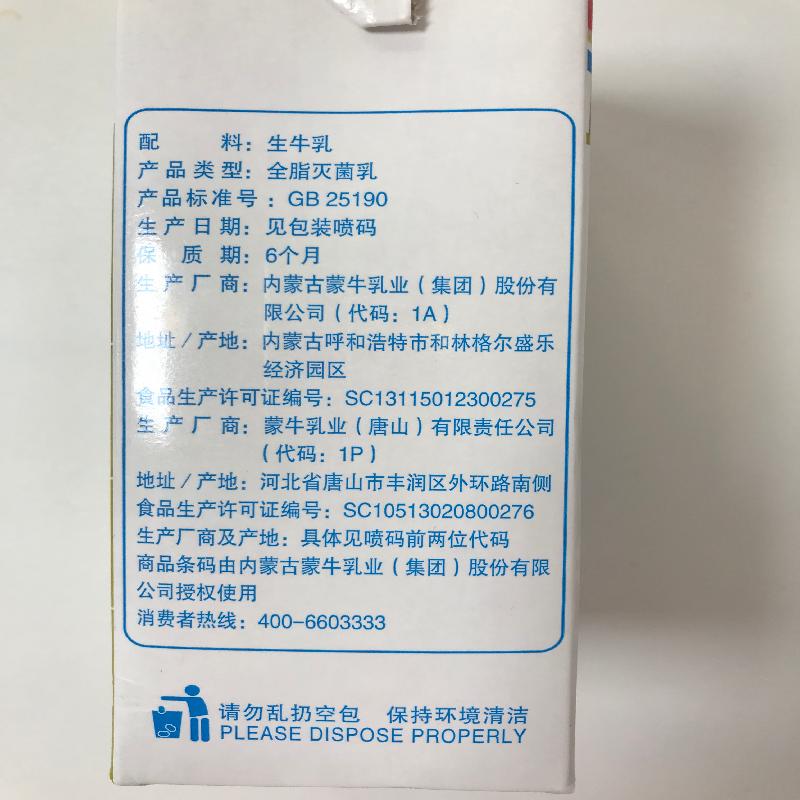 配 料：生牛乳
产品类型：全脂灭菌乳
产品标准号：GB 25190
生产日期：见包装喷码
保 质 期：6个月
生产厂商：内蒙古蒙牛乳业（集团）股份有
限公司（代码：1A）
地址／产地：内蒙古呼和浩特市和林格尔盛乐
经济园区
食品生产许可证编号：SC13115012300275
生产厂商：蒙牛乳业（唐山）有限责任公司
（代码：1P）
地址／产地：河北省唐山市丰润区外环路南侧
食品生产许可证编号：SC10513020800276
生产厂商及产地：具体见喷码前两位代码
商品条码由内蒙古蒙牛乳业（集团）股份有限
公司授权使用
消费者热线：400-6603333
请勿乱扔空包 保持环境清洁
PLEASE DISPOSE PROPERLY